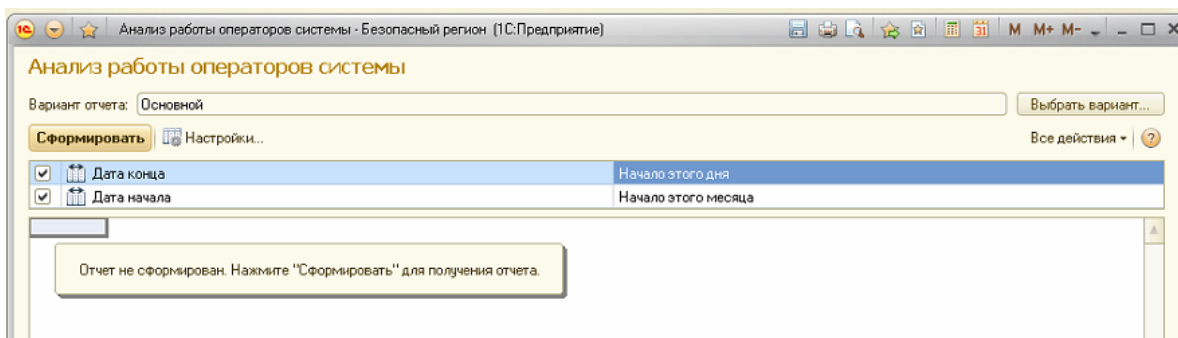 Анализ работы операторов системы - Безопасный регион (1С:Предприятие)
M M+ M-
Анализ работы операторов системы
Вариант отчета: Основной Выбрать вариант...
Сформировать Настройки... Все действия
Дата конца Начало этого дня
Дата начала Начало этого месяца
Отчет не сформирован. Нажмите "Сформировать" для получения отчета.